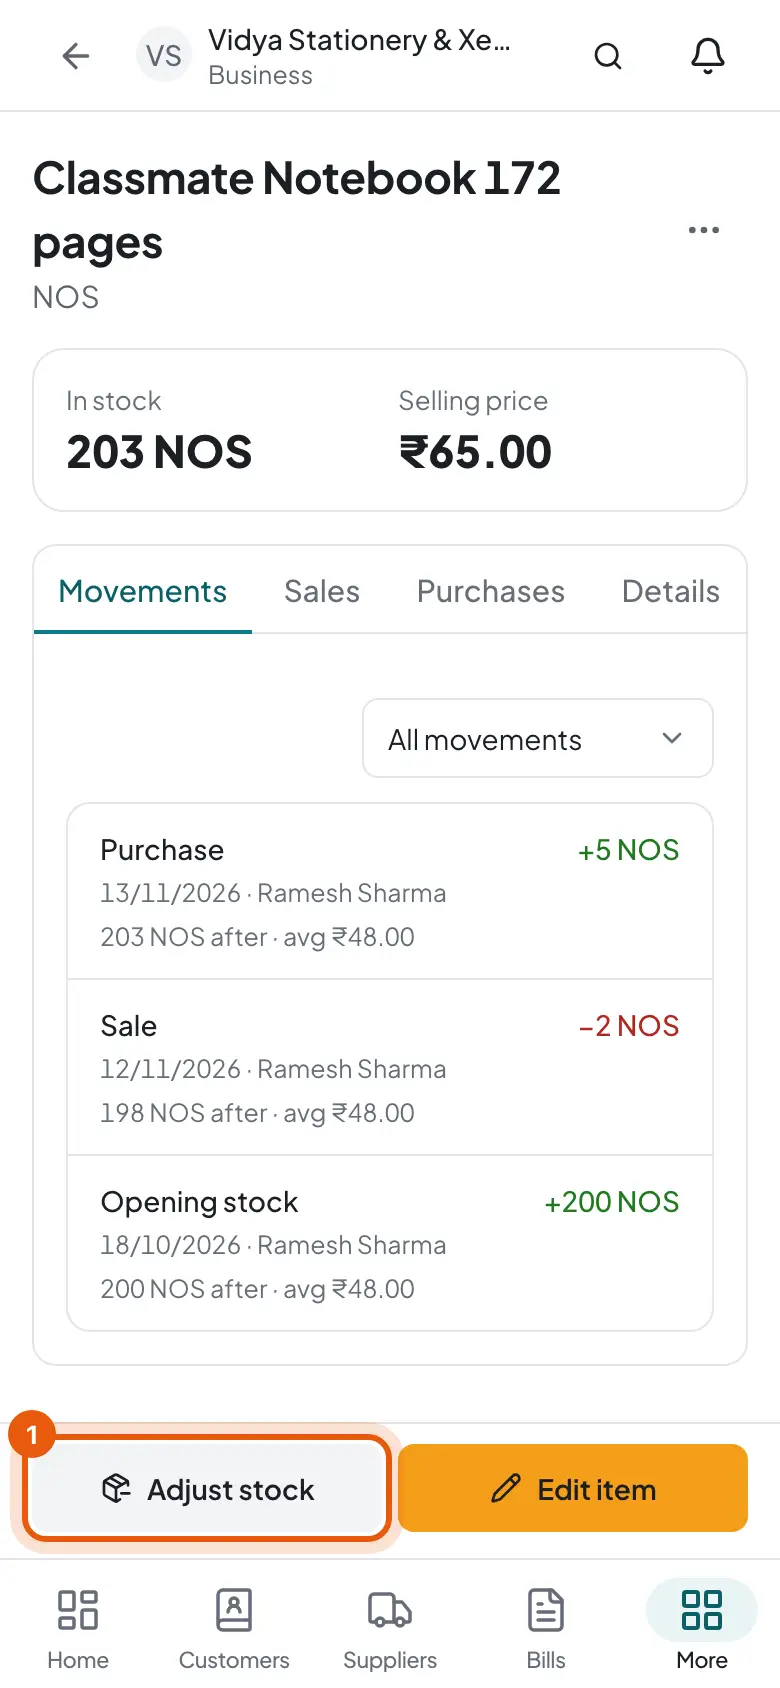 VS
Vidya Stationery & Xe...
Business
Classmate Notebook 172
pages
NOS
In stock
Selling price
203 NOS
₹65.00
Movements
Sales
Purchases
Details
All movements
Purchase
+5 NOS
13/11/2026 · Ramesh Sharma
203 NOS after · avg ₹48.00
Sale
–2 NOS
12/11/2026 · Ramesh Sharma
198 NOS after · avg ₹48.00
Opening stock
+200 NOS
18/10/2026 · Ramesh Sharma
200 NOS after · avg ₹48.00
1
Adjust stock
Edit item
Home
Customers
Suppliers
Bills
More